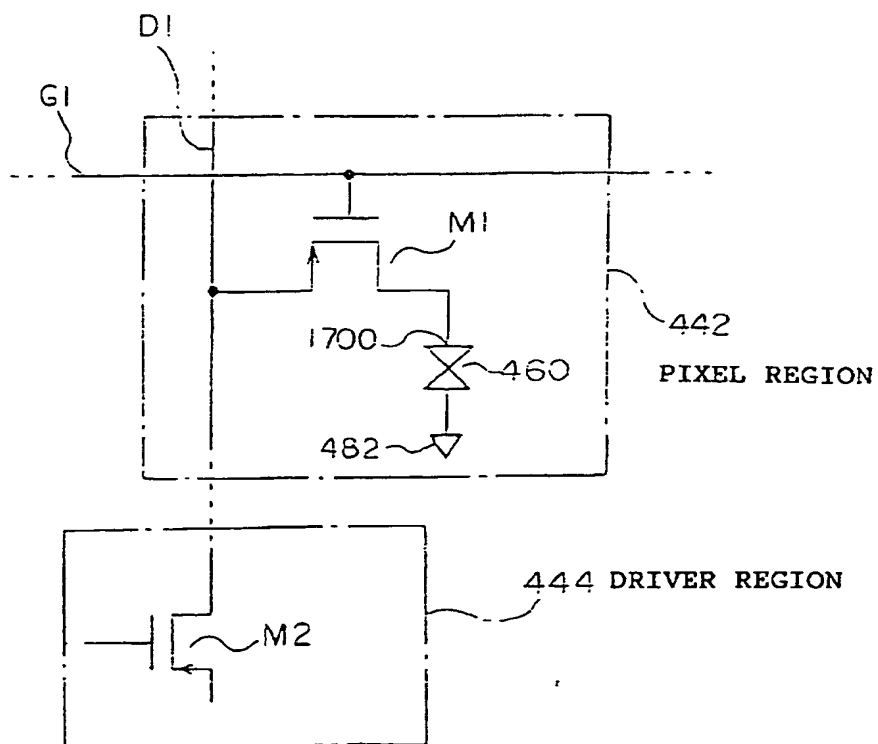 D1
G1
M1
442
1700
460
PIXEL REGION
482
444 DRIVER REGION
M2